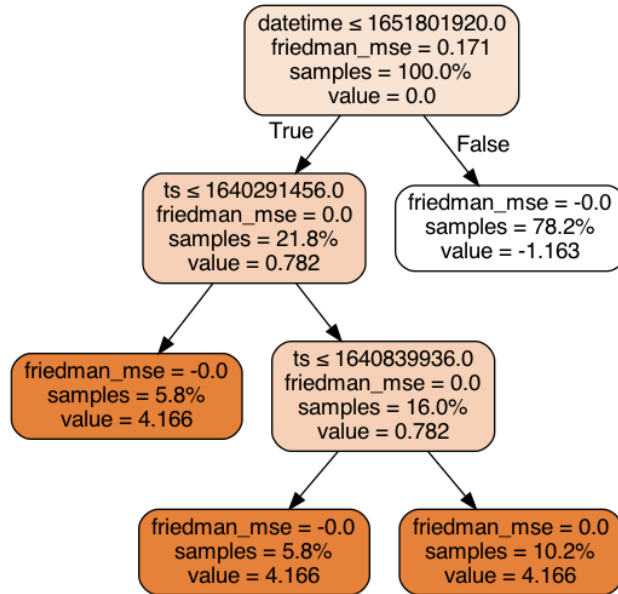 datetime ≤ 1651801920.0
friedman_mse = 0.171
samples = 100.0%
value = 0.0
True
False
ts ≤ 1640291456.0
friedman_mse = 0.0
samples = 21.8%
value = 0.782
friedman_mse = -0.0
samples = 78.2%
value = -1.163
friedman_mse = -0.0
samples = 5.8%
value = 4.166
ts ≤ 1640839936.0
friedman_mse = 0.0
samples = 16.0%
value = 0.782
friedman_mse = -0.0
samples = 5.8%
value = 4.166
friedman_mse = 0.0
samples = 10.2%
value = 4.166